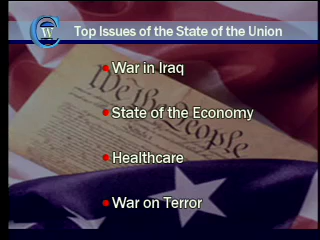 W
Top Issues of the State of the Union
War in Iraq
We the People
State of the Economy
Healthcare
War on Terror